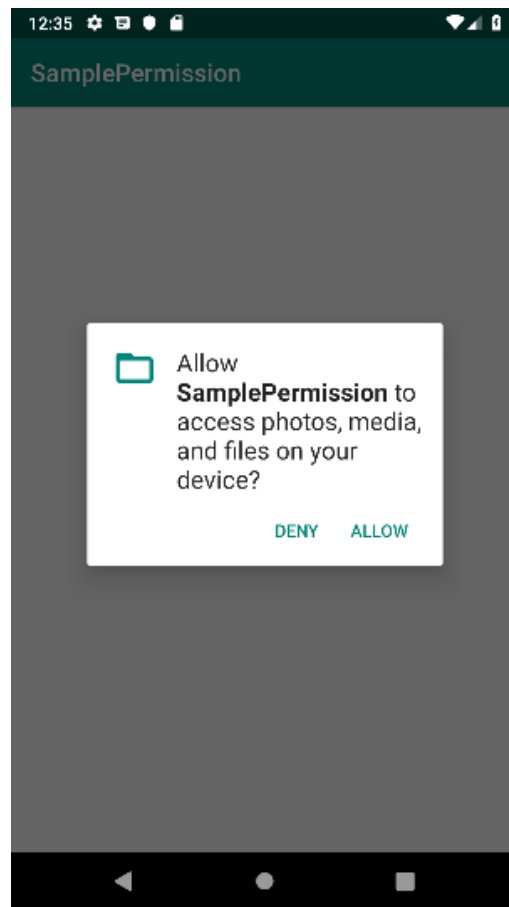 12:35
SamplePermission
Allow
SamplePermission to
access photos, media,
and files on your
device?
DENY ALLOW